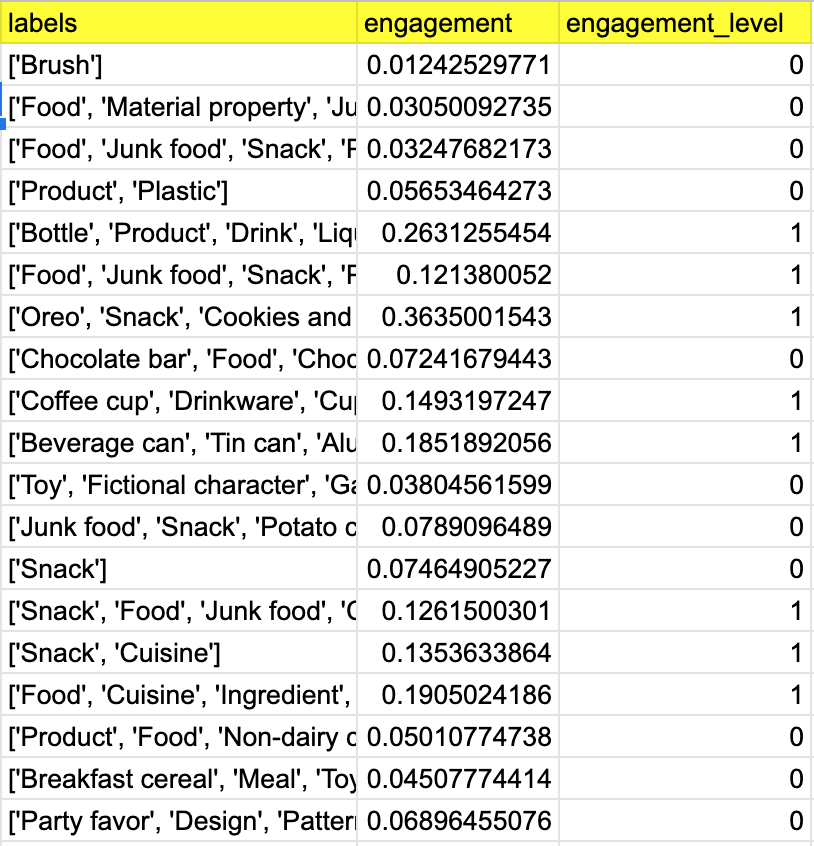 labels engagement engagement_level
['Brush'] 0.01242529771 0
['Food', 'Material property', 'Ju 0.03050092735 0
['Food', 'Junk food', 'Snack', 'F 0.03247682173 0
['Product', 'Plastic'] 0.05653464273 0
['Bottle', 'Product', 'Drink', 'Liqu 0.2631255454 1
['Food', 'Junk food', 'Snack', 'F 0.121380052 1
['Oreo', 'Snack', 'Cookies and 0.3635001543 1
['Chocolate bar', 'Food', 'Choc 0.07241679443 0
['Coffee cup', 'Drinkware', 'Cup 0.1493197247 1
['Beverage can', 'Tin can', 'Alu 0.1851892056 1
['Toy', 'Fictional character', 'Ga 0.03804561599 0
['Junk food', 'Snack', 'Potato c 0.0789096489 0
['Snack'] 0.07464905227 0
['Snack', 'Food', 'Junk food', 'C 0.1261500301 1
['Snack', 'Cuisine'] 0.1353633864 1
['Food', 'Cuisine', 'Ingredient', 0.1905024186 1
['Product', 'Food', 'Non-dairy c 0.05010774738 0
['Breakfast cereal', 'Meal', 'Toy 0.04507774414 0
['Party favor', 'Design', 'Patter 0.06896455076 0